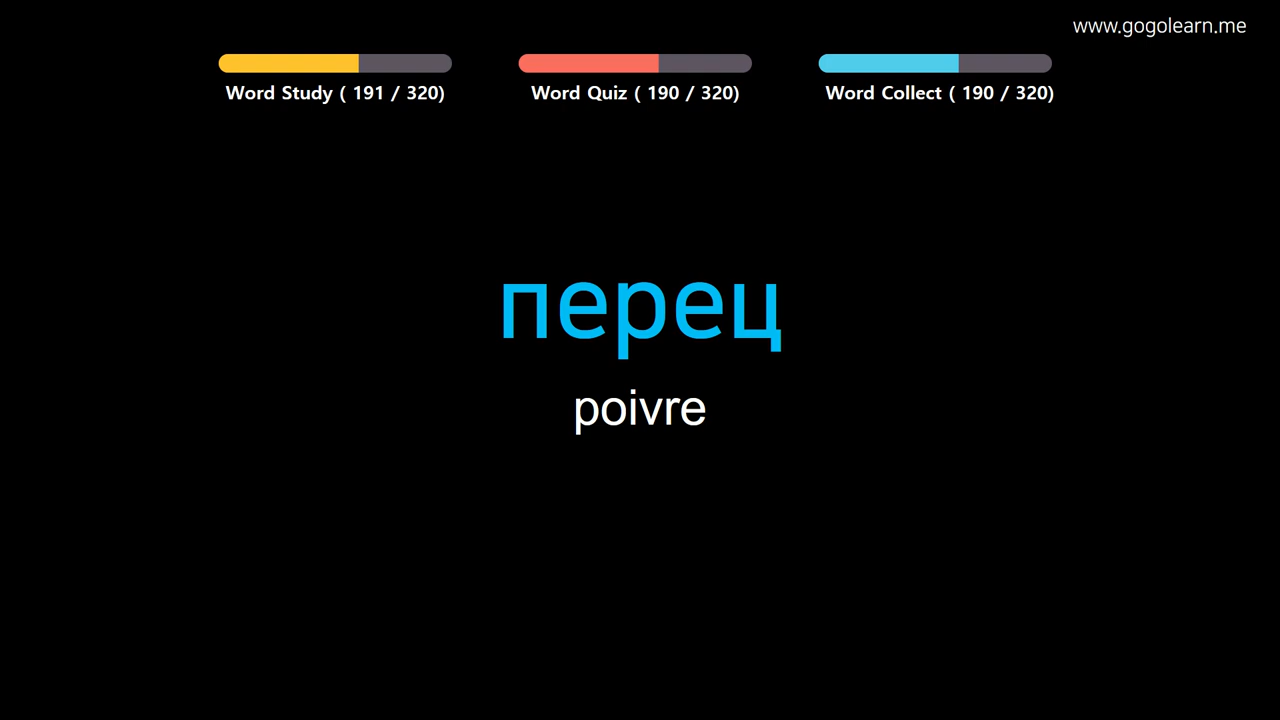 www.gogolearn.me
Word Study ( 191 / 320)
Word Quiz ( 190 / 320)
Word Collect ( 190 / 320)
перец
poivre